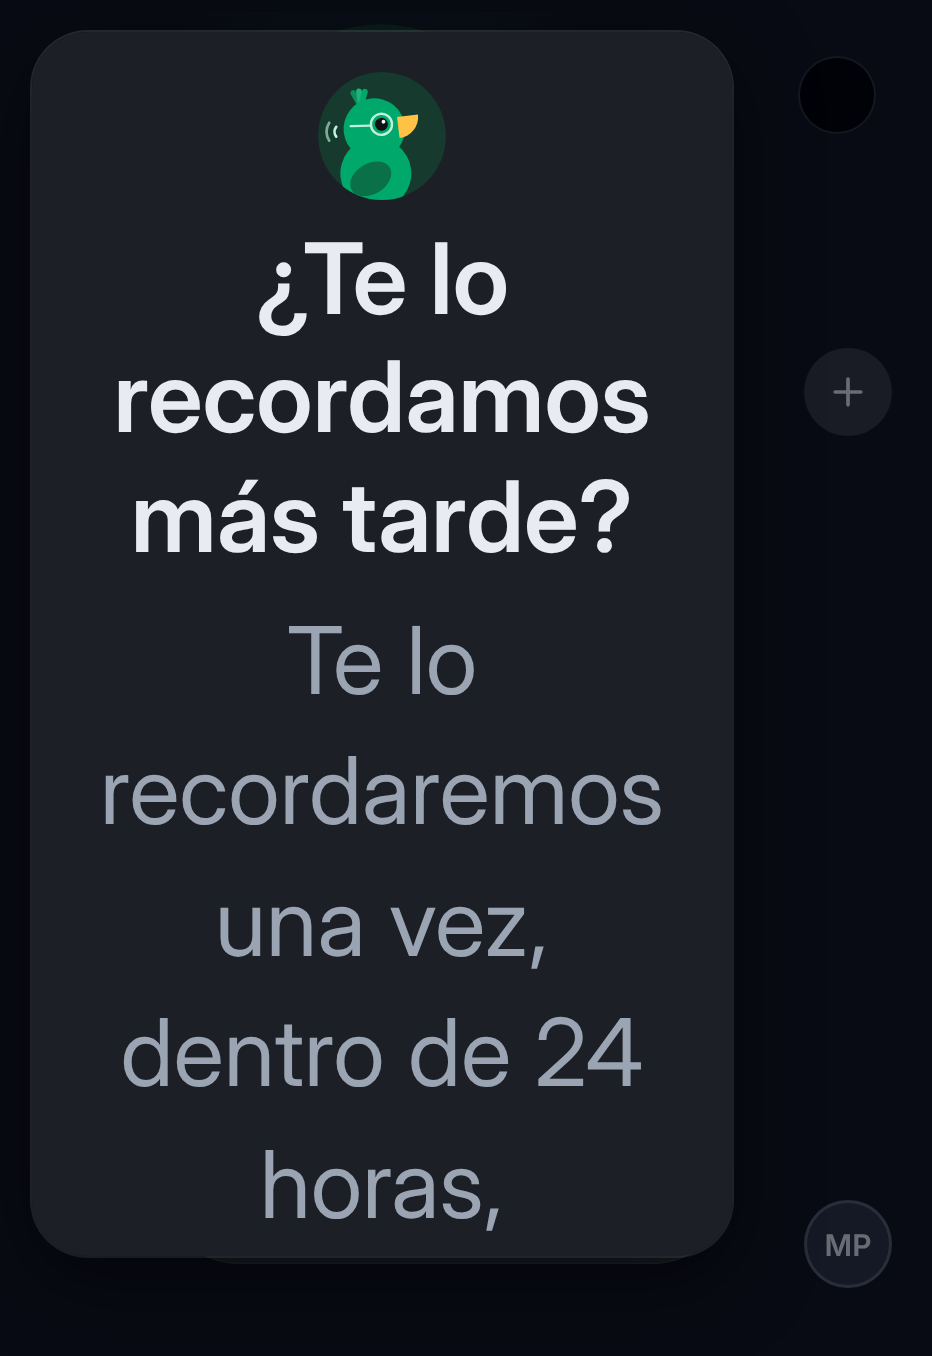 ¿Te lo
recordamos
más tarde?
Te lo
recordaremos
una vez,
dentro de 24
horas,
MP